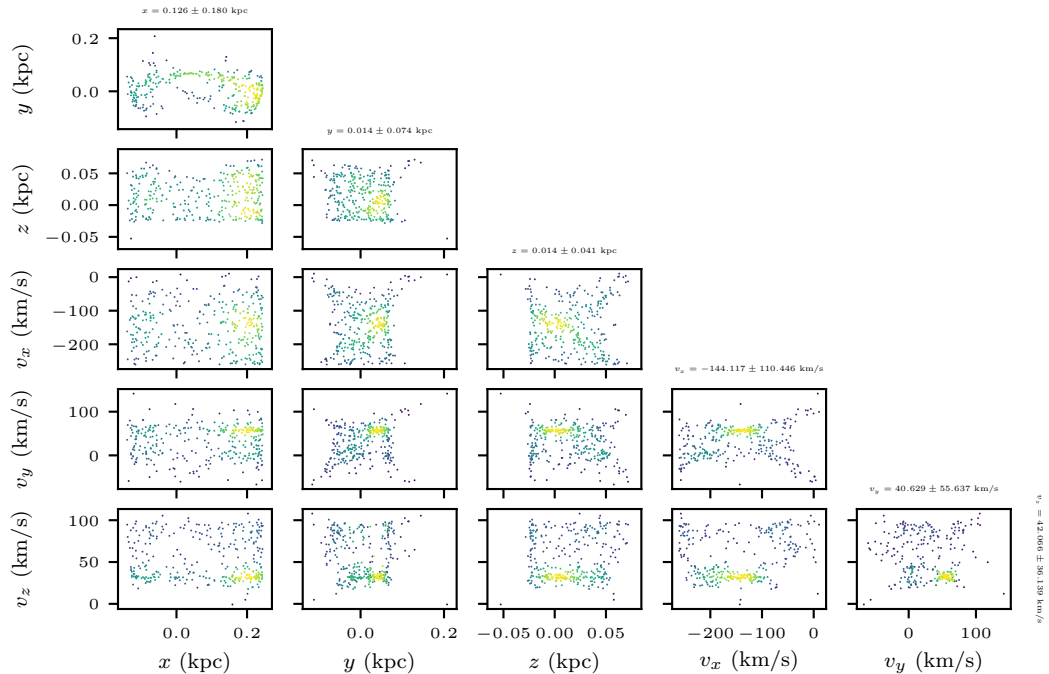 x = 0.126 ± 0.180 kpc
0.2
0.0
y (kpc)
y = 0.014 ± 0.074 kpc
0.05
0.00
−0.05
z (kpc)
z = 0.014 ± 0.041 kpc
0
−100
−200
v_x (km/s)
v_x = −144.117 ± 110.446 km/s
100
0
v_y (km/s)
v_y = 40.629 ± 55.637 km/s
100
50
0
v_z (km/s)
v_z = 42.066 ± 36.139 km/s
0.0 0.2 0.0 0.2 −0.05 0.00 0.05 −200 −100 0 0 100
x (kpc) y (kpc) z (kpc) v_x (km/s) v_y (km/s)